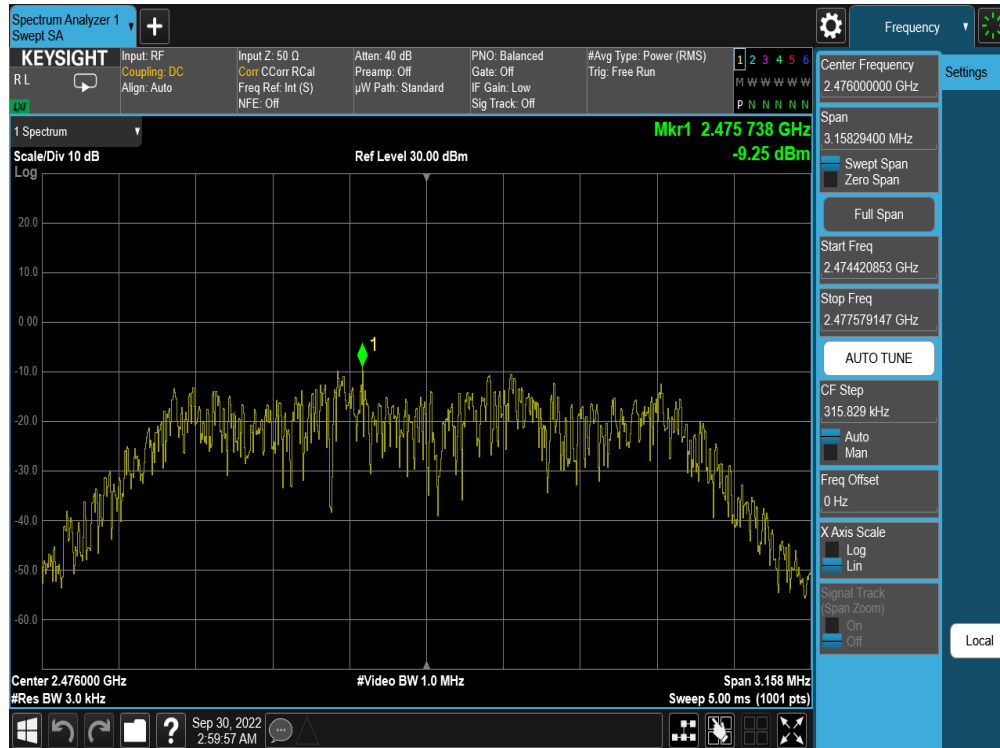 Spectrum Analyzer 1
Swept SA
+
Frequency
KEYSIGHT
R L
LXI
Input: RF
Coupling: DC
Align: Auto
Input Z: 50 Ω
Corr CCorr RCal
Freq Ref: Int (S)
NFE: Off
Atten: 40 dB
Preamp: Off
µW Path: Standard
PNO: Balanced
Gate: Off
IF Gain: Low
Sig Track: Off
#Avg Type: Power (RMS)
Trig: Free Run
1 2 3 4 5 6
M W W W W W
P N N N N N
1 Spectrum
Mkr1 2.475 738 GHz
Scale/Div 10 dB
Ref Level 30.00 dBm
-9.25 dBm
Log
20.0
10.0
0.00
1
-10.0
-20.0
-30.0
-40.0
-50.0
-60.0
Center 2.476000 GHz
#Video BW 1.0 MHz
Span 3.158 MHz
#Res BW 3.0 kHz
Sweep 5.00 ms (1001 pts)
Center Frequency
2.476000000 GHz
Settings
Span
3.15829400 MHz
Swept Span
Zero Span
Full Span
Start Freq
2.474420853 GHz
Stop Freq
2.477579147 GHz
AUTO TUNE
CF Step
315.829 kHz
Auto
Man
Freq Offset
0 Hz
X Axis Scale
Log
Lin
Signal Track
(Span Zoom)
On
Off
Local
?
Sep 30, 2022
2:59:57 AM